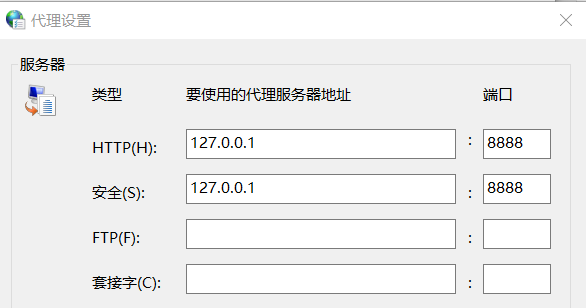 代理设置
服务器
类型 要使用的代理服务器地址 端口
HTTP(H): 127.0.0.1 : 8888
安全(S): 127.0.0.1 : 8888
FTP(F): :
套接字(C): :